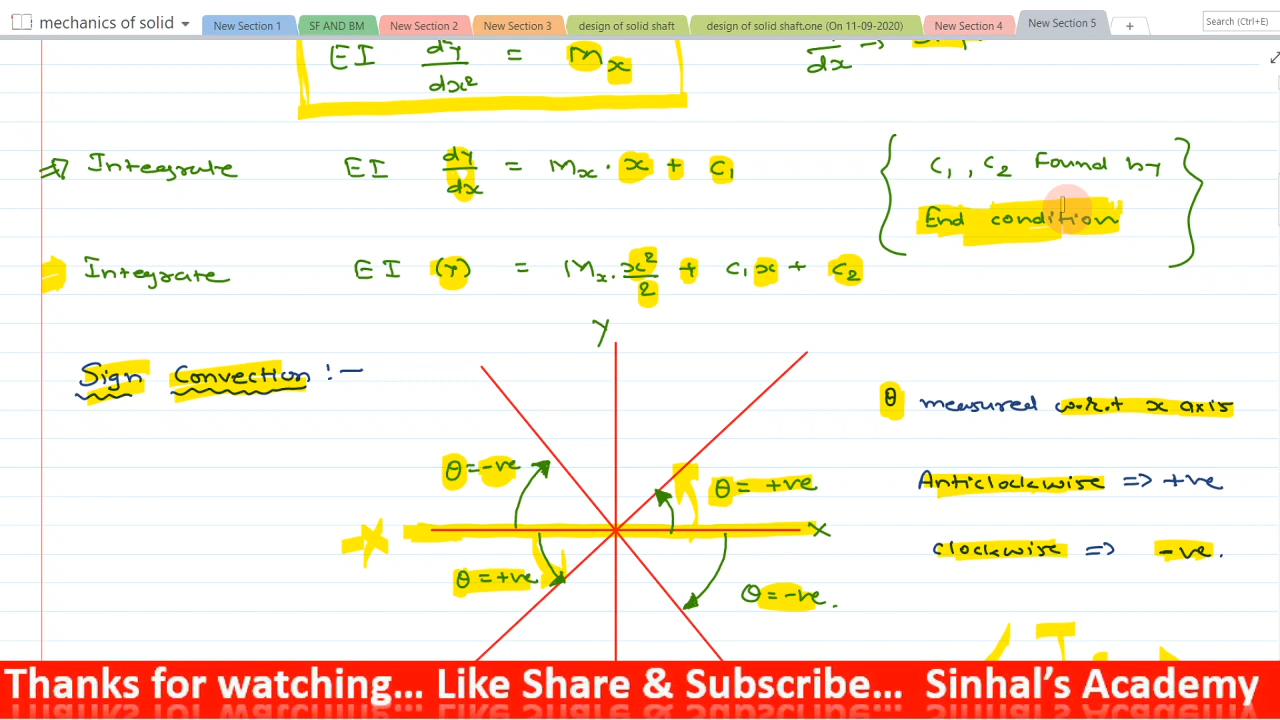 mechanics of solid
New Section 1
SF AND BM
New Section 2
New Section 3
design of solid shaft
design of solid shaft.one (On 11-09-2020)
New Section 4
New Section 5
+
Search (Ctrl+E)
EI dy/dx² = Mx
dx →
⇒ Integrate EI dy/dx = Mx · x + C1
C1 , C2 Found by
End condition
Integrate EI (Y) = Mx · x²/2 + C1x + C2
Y
Sign Convection :-
θ measured w.r.t x axis
θ = -ve
θ = +ve
Anticlockwise => +ve
X
clockwise => -ve.
θ = +ve
θ = -ve.
Thanks for watching... Like Share & Subscribe... Sinhal's Academy